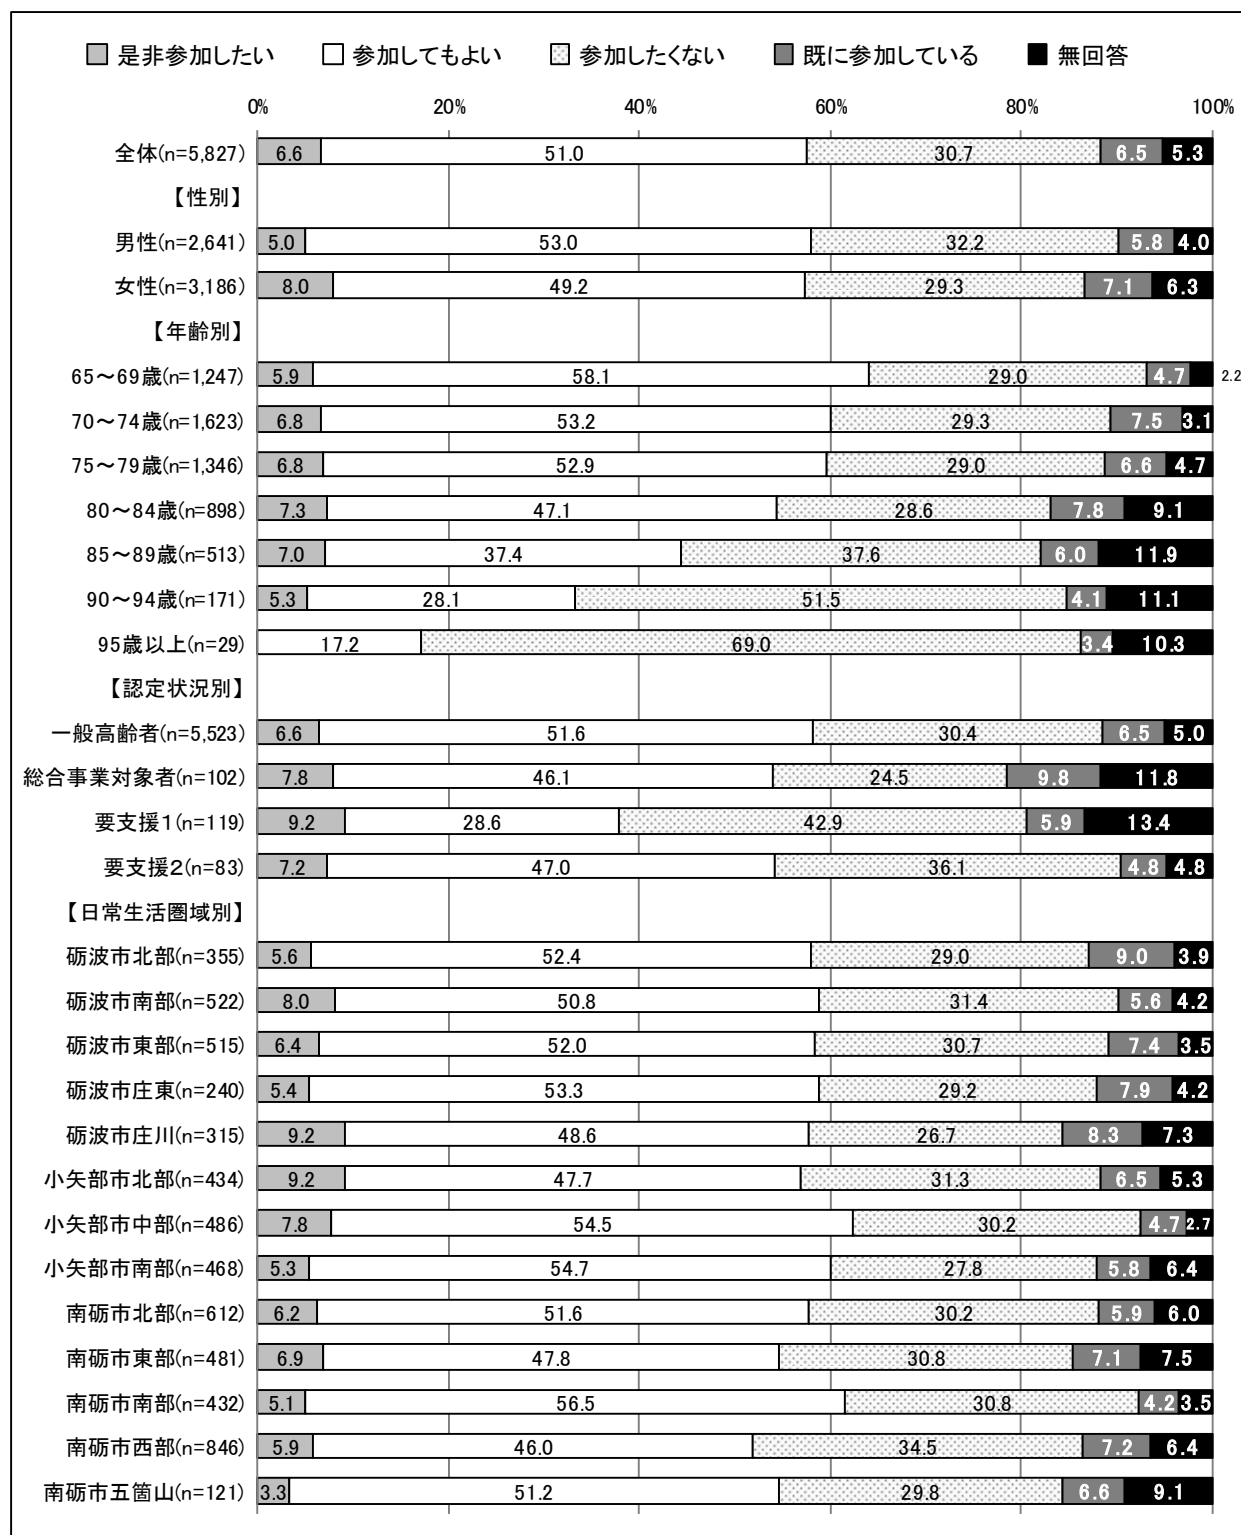 是非参加したい 参加してもよい 参加したくない 既に参加している 無回答
0% 20% 40% 60% 80% 100%
全体(n=5,827) 6.6 51.0 30.7 6.5 5.3
【性別】
男性(n=2,641) 5.0 53.0 32.2 5.8 4.0
女性(n=3,186) 8.0 49.2 29.3 7.1 6.3
【年齢別】
65～69歳(n=1,247) 5.9 58.1 29.0 4.7 2.2
70～74歳(n=1,623) 6.8 53.2 29.3 7.5 3.1
75～79歳(n=1,346) 6.8 52.9 29.0 6.6 4.7
80～84歳(n=898) 7.3 47.1 28.6 7.8 9.1
85～89歳(n=513) 7.0 37.4 37.6 6.0 11.9
90～94歳(n=171) 5.3 28.1 51.5 4.1 11.1
95歳以上(n=29) 17.2 69.0 3.4 10.3
【認定状況別】
一般高齢者(n=5,523) 6.6 51.6 30.4 6.5 5.0
総合事業対象者(n=102) 7.8 46.1 24.5 9.8 11.8
要支援１(n=119) 9.2 28.6 42.9 5.9 13.4
要支援２(n=83) 7.2 47.0 36.1 4.8 4.8
【日常生活圏域別】
砺波市北部(n=355) 5.6 52.4 29.0 9.0 3.9
砺波市南部(n=522) 8.0 50.8 31.4 5.6 4.2
砺波市東部(n=515) 6.4 52.0 30.7 7.4 3.5
砺波市庄東(n=240) 5.4 53.3 29.2 7.9 4.2
砺波市庄川(n=315) 9.2 48.6 26.7 8.3 7.3
小矢部市北部(n=434) 9.2 47.7 31.3 6.5 5.3
小矢部市中部(n=486) 7.8 54.5 30.2 4.7 2.7
小矢部市南部(n=468) 5.3 54.7 27.8 5.8 6.4
南砺市北部(n=612) 6.2 51.6 30.2 5.9 6.0
南砺市東部(n=481) 6.9 47.8 30.8 7.1 7.5
南砺市南部(n=432) 5.1 56.5 30.8 4.2 3.5
南砺市西部(n=846) 5.9 46.0 34.5 7.2 6.4
南砺市五箇山(n=121) 3.3 51.2 29.8 6.6 9.1